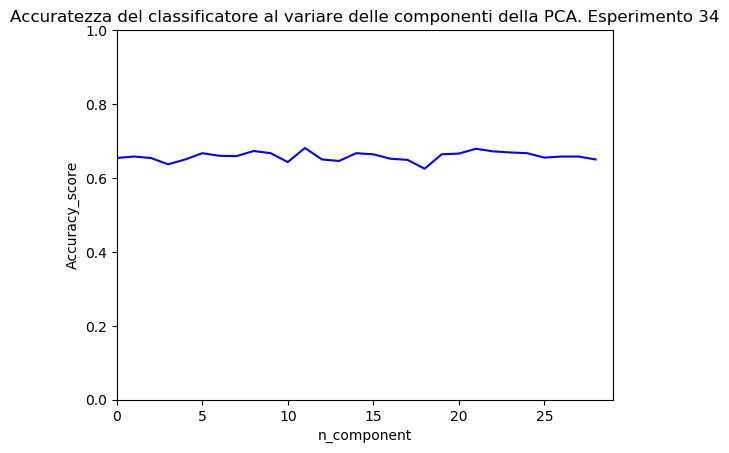 Accuratezza del classificatore al variare delle componenti della PCA. Esperimento 34
1.0
0.8
0.6
0.4
0.2
0.0
Accuracy_score
0 5 10 15 20 25
n_component